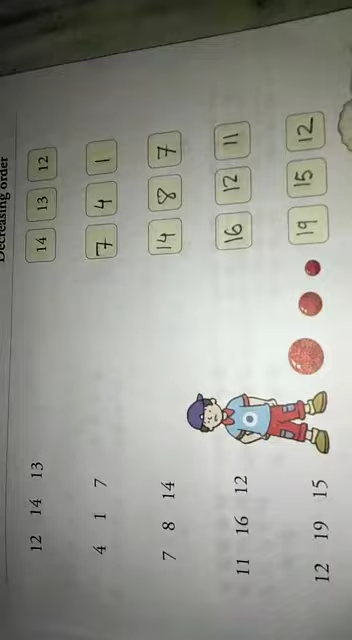 Decreasing order
12 14 13 14 13 12
4 1 7 7 4 1
7 8 14 14 8 7
11 16 12 16 12 11
12 19 15 19 15 12